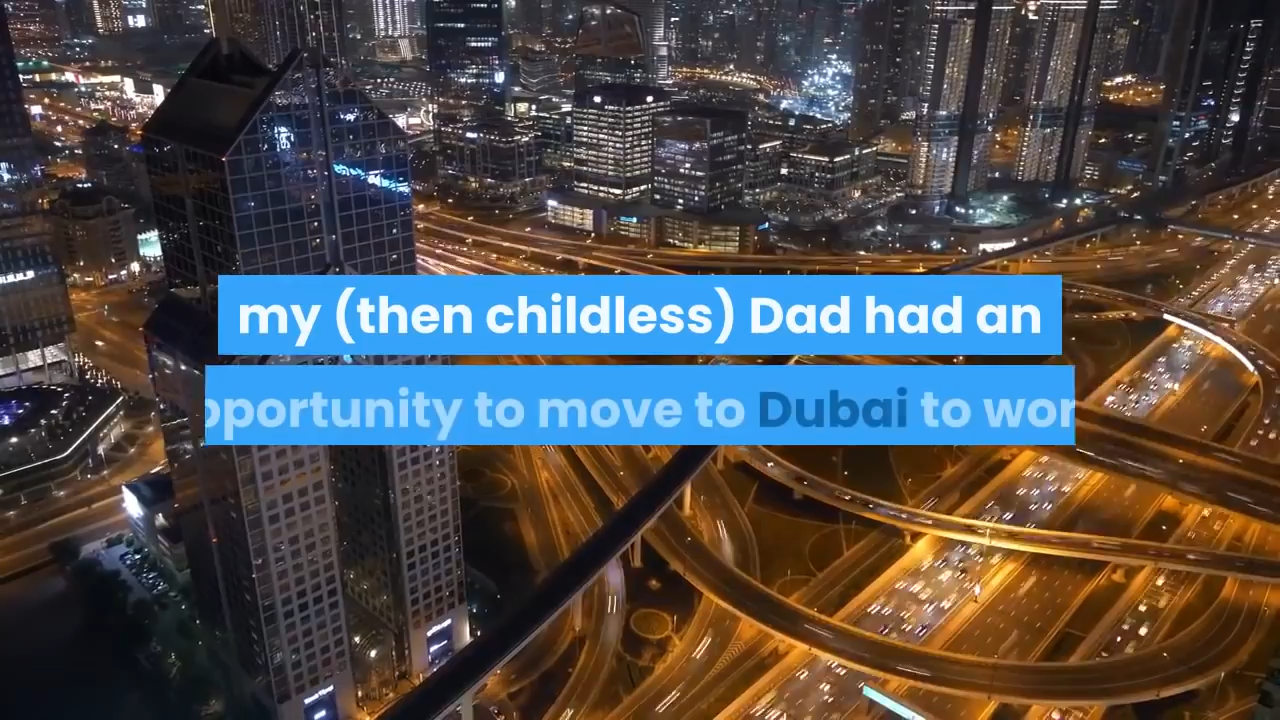 my (then childless) Dad had an
pportunity to move to Dubai to wor